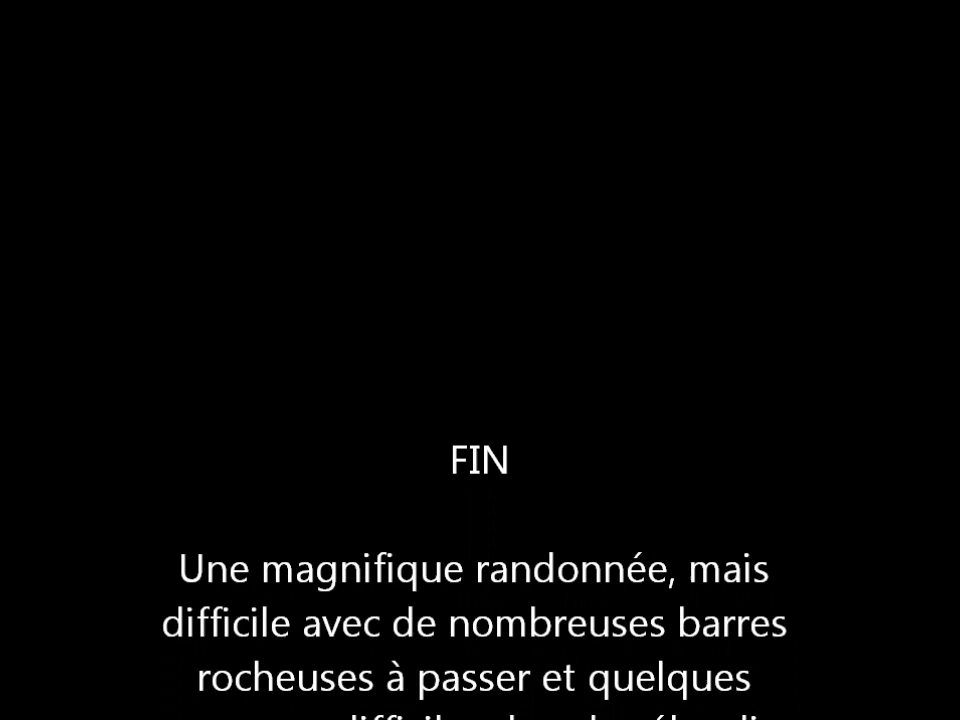 FIN
Une magnifique randonnée, mais
difficile avec de nombreuses barres
rocheuses à passer et quelques